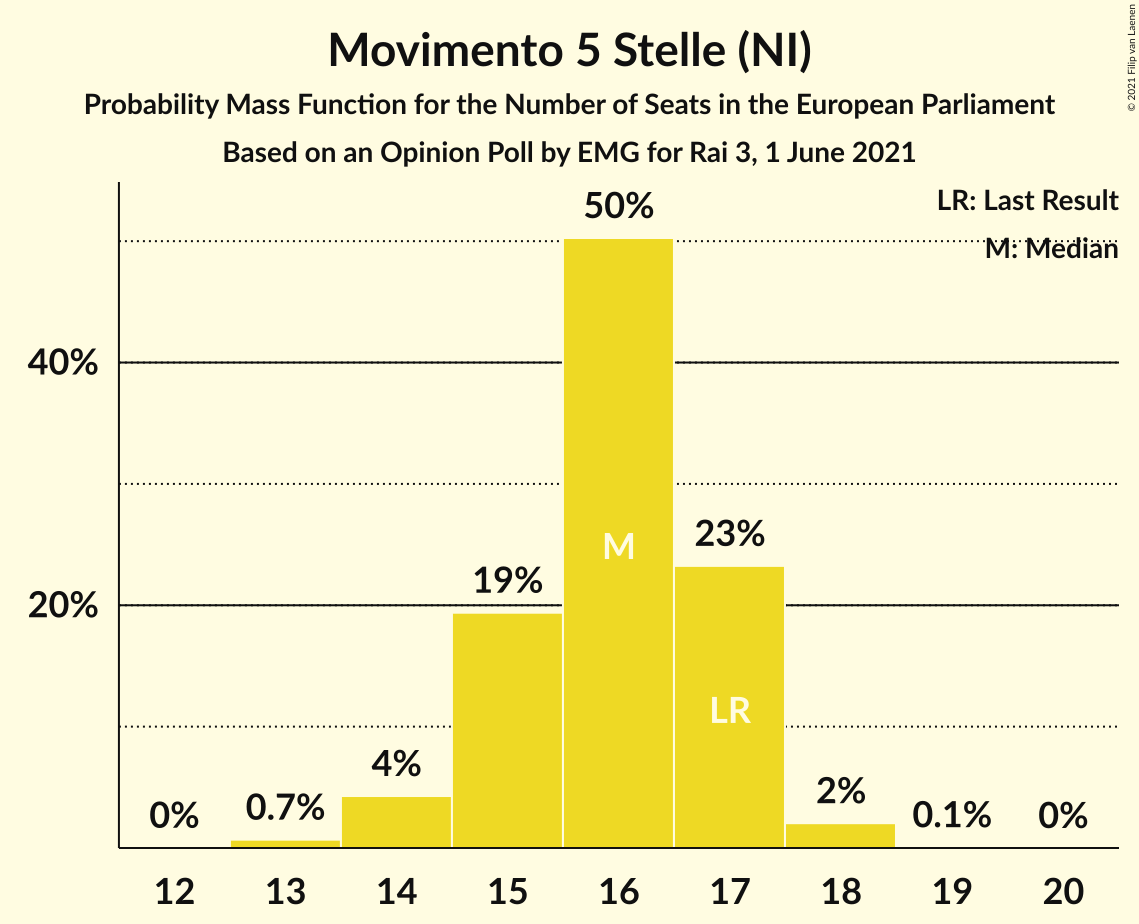 Movimento 5 Stelle (NI)
Probability Mass Function for the Number of Seats in the European Parliament
Based on an Opinion Poll by EMG for Rai 3, 1 June 2021
© 2021 Filip van Laenen
LR: Last Result
M: Median
50%
40%
M
23%
19%
20%
LR
4%
2%
0%
0.7%
0.1%
0%
12 13 14 15 16 17 18 19 20